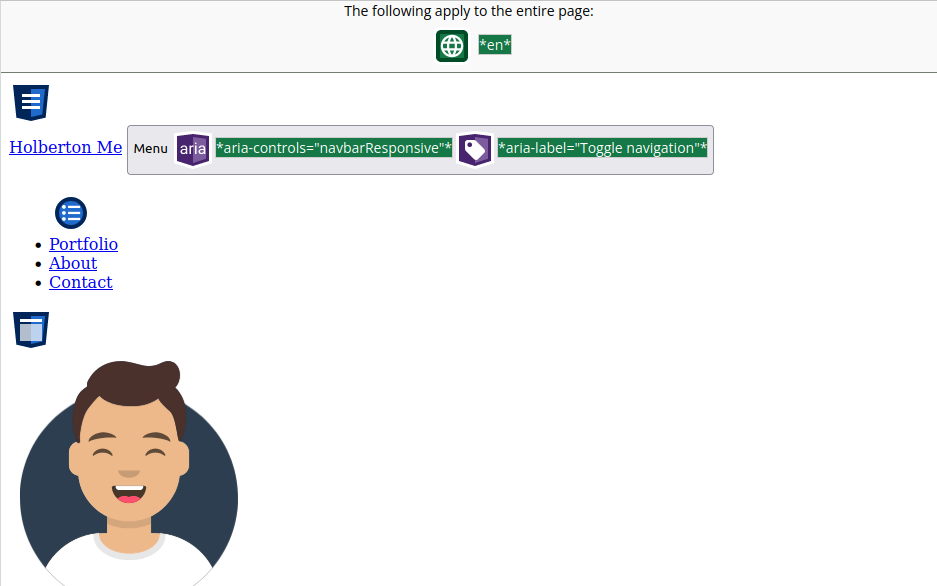 The following apply to the entire page:
*en*
Holberton Me Menu aria *aria-controls="navbarResponsive"* *aria-label="Toggle navigation"*
Portfolio
About
Contact